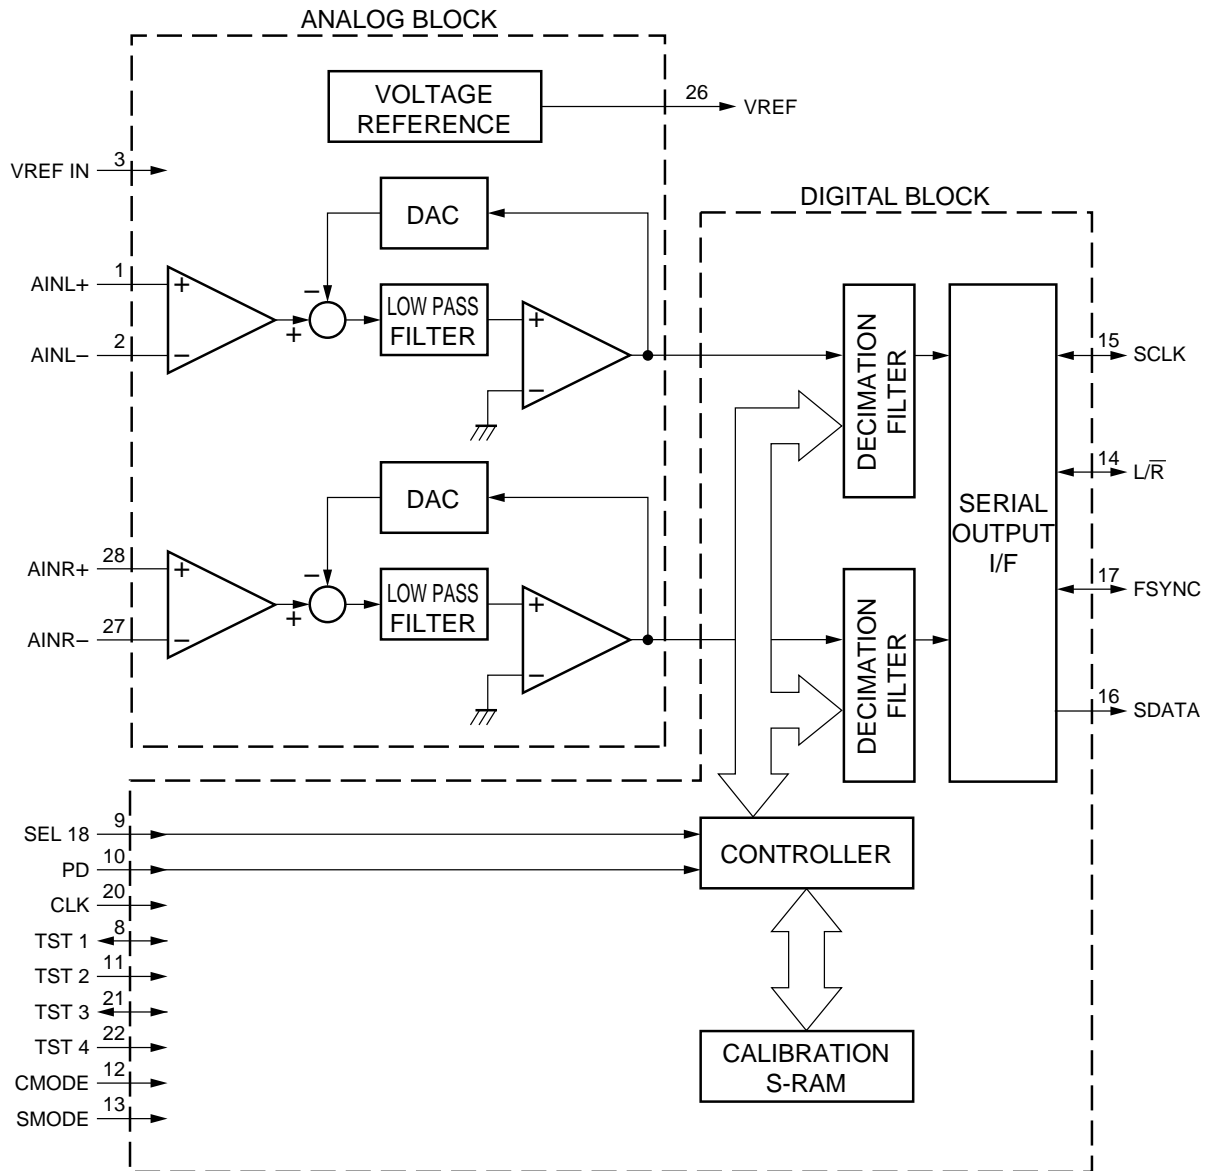 ANALOG BLOCK
VOLTAGE
REFERENCE
26
VREF
VREF IN
3
DIGITAL BLOCK
DAC
−
AINL+
1
+
LOW PASS
FILTER
+
+
AINL−
2
−
−
DECIMATION
FILTER
15
SCLK
14
L/R̅
SERIAL
OUTPUT
I/F
DAC
−
AINR+
28
+
LOW PASS
FILTER
+
+
AINR−
27
−
−
DECIMATION
FILTER
17
FSYNC
16
SDATA
SEL 18
9
PD
10
CONTROLLER
CLK
20
TST 1
8
TST 2
11
TST 3
21
TST 4
22
CMODE
12
SMODE
13
CALIBRATION
S-RAM